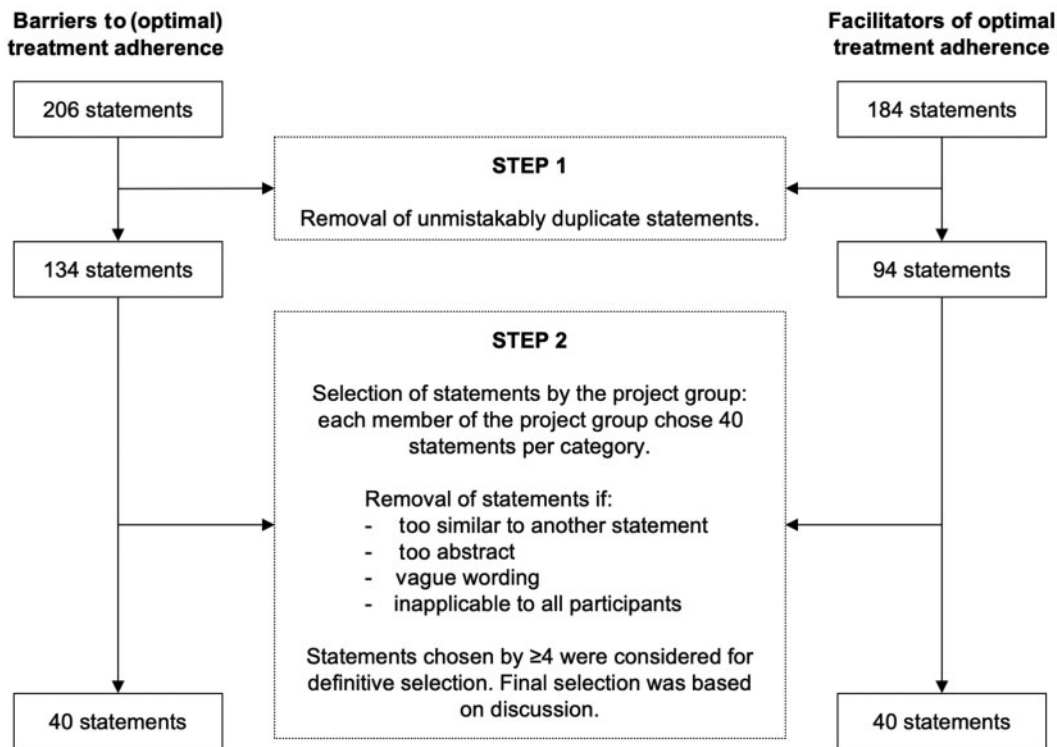 Barriers to (optimal)
treatment adherence
Facilitators of optimal
treatment adherence
206 statements
184 statements
STEP 1
Removal of unmistakably duplicate statements.
134 statements
94 statements
STEP 2
Selection of statements by the project group:
each member of the project group chose 40
statements per category.
Removal of statements if:
- too similar to another statement
- too abstract
- vague wording
- inapplicable to all participants
Statements chosen by ≥4 were considered for
definitive selection. Final selection was based
on discussion.
40 statements
40 statements